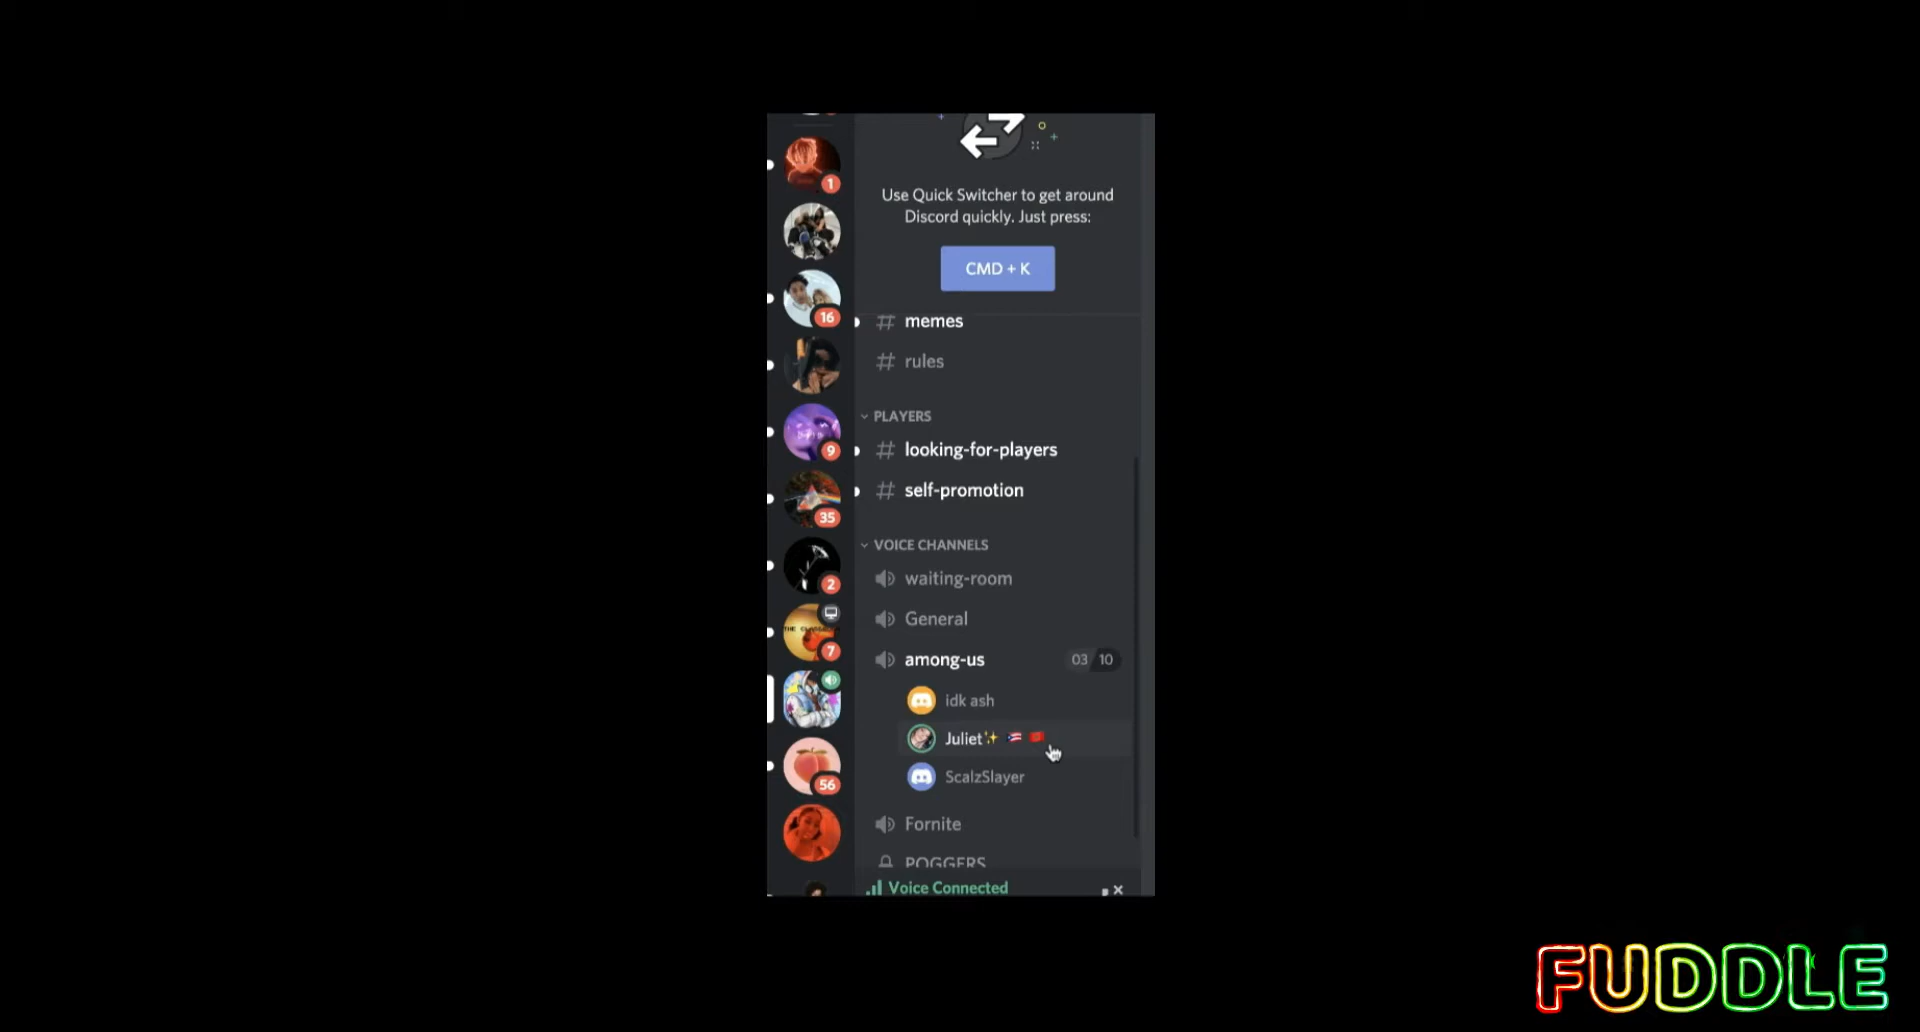 1
Use Quick Switcher to get around
Discord quickly. Just press:
CMD + K
16
# memes
# rules
PLAYERS
9
# looking-for-players
# self-promotion
35
VOICE CHANNELS
waiting-room
2
General
7
among-us 03 10
idk ash
Juliet✨ 🇵🇷 🇲🇦
ScalzSlayer
56
Fornite
POGGERS
Voice Connected
FUDDLE